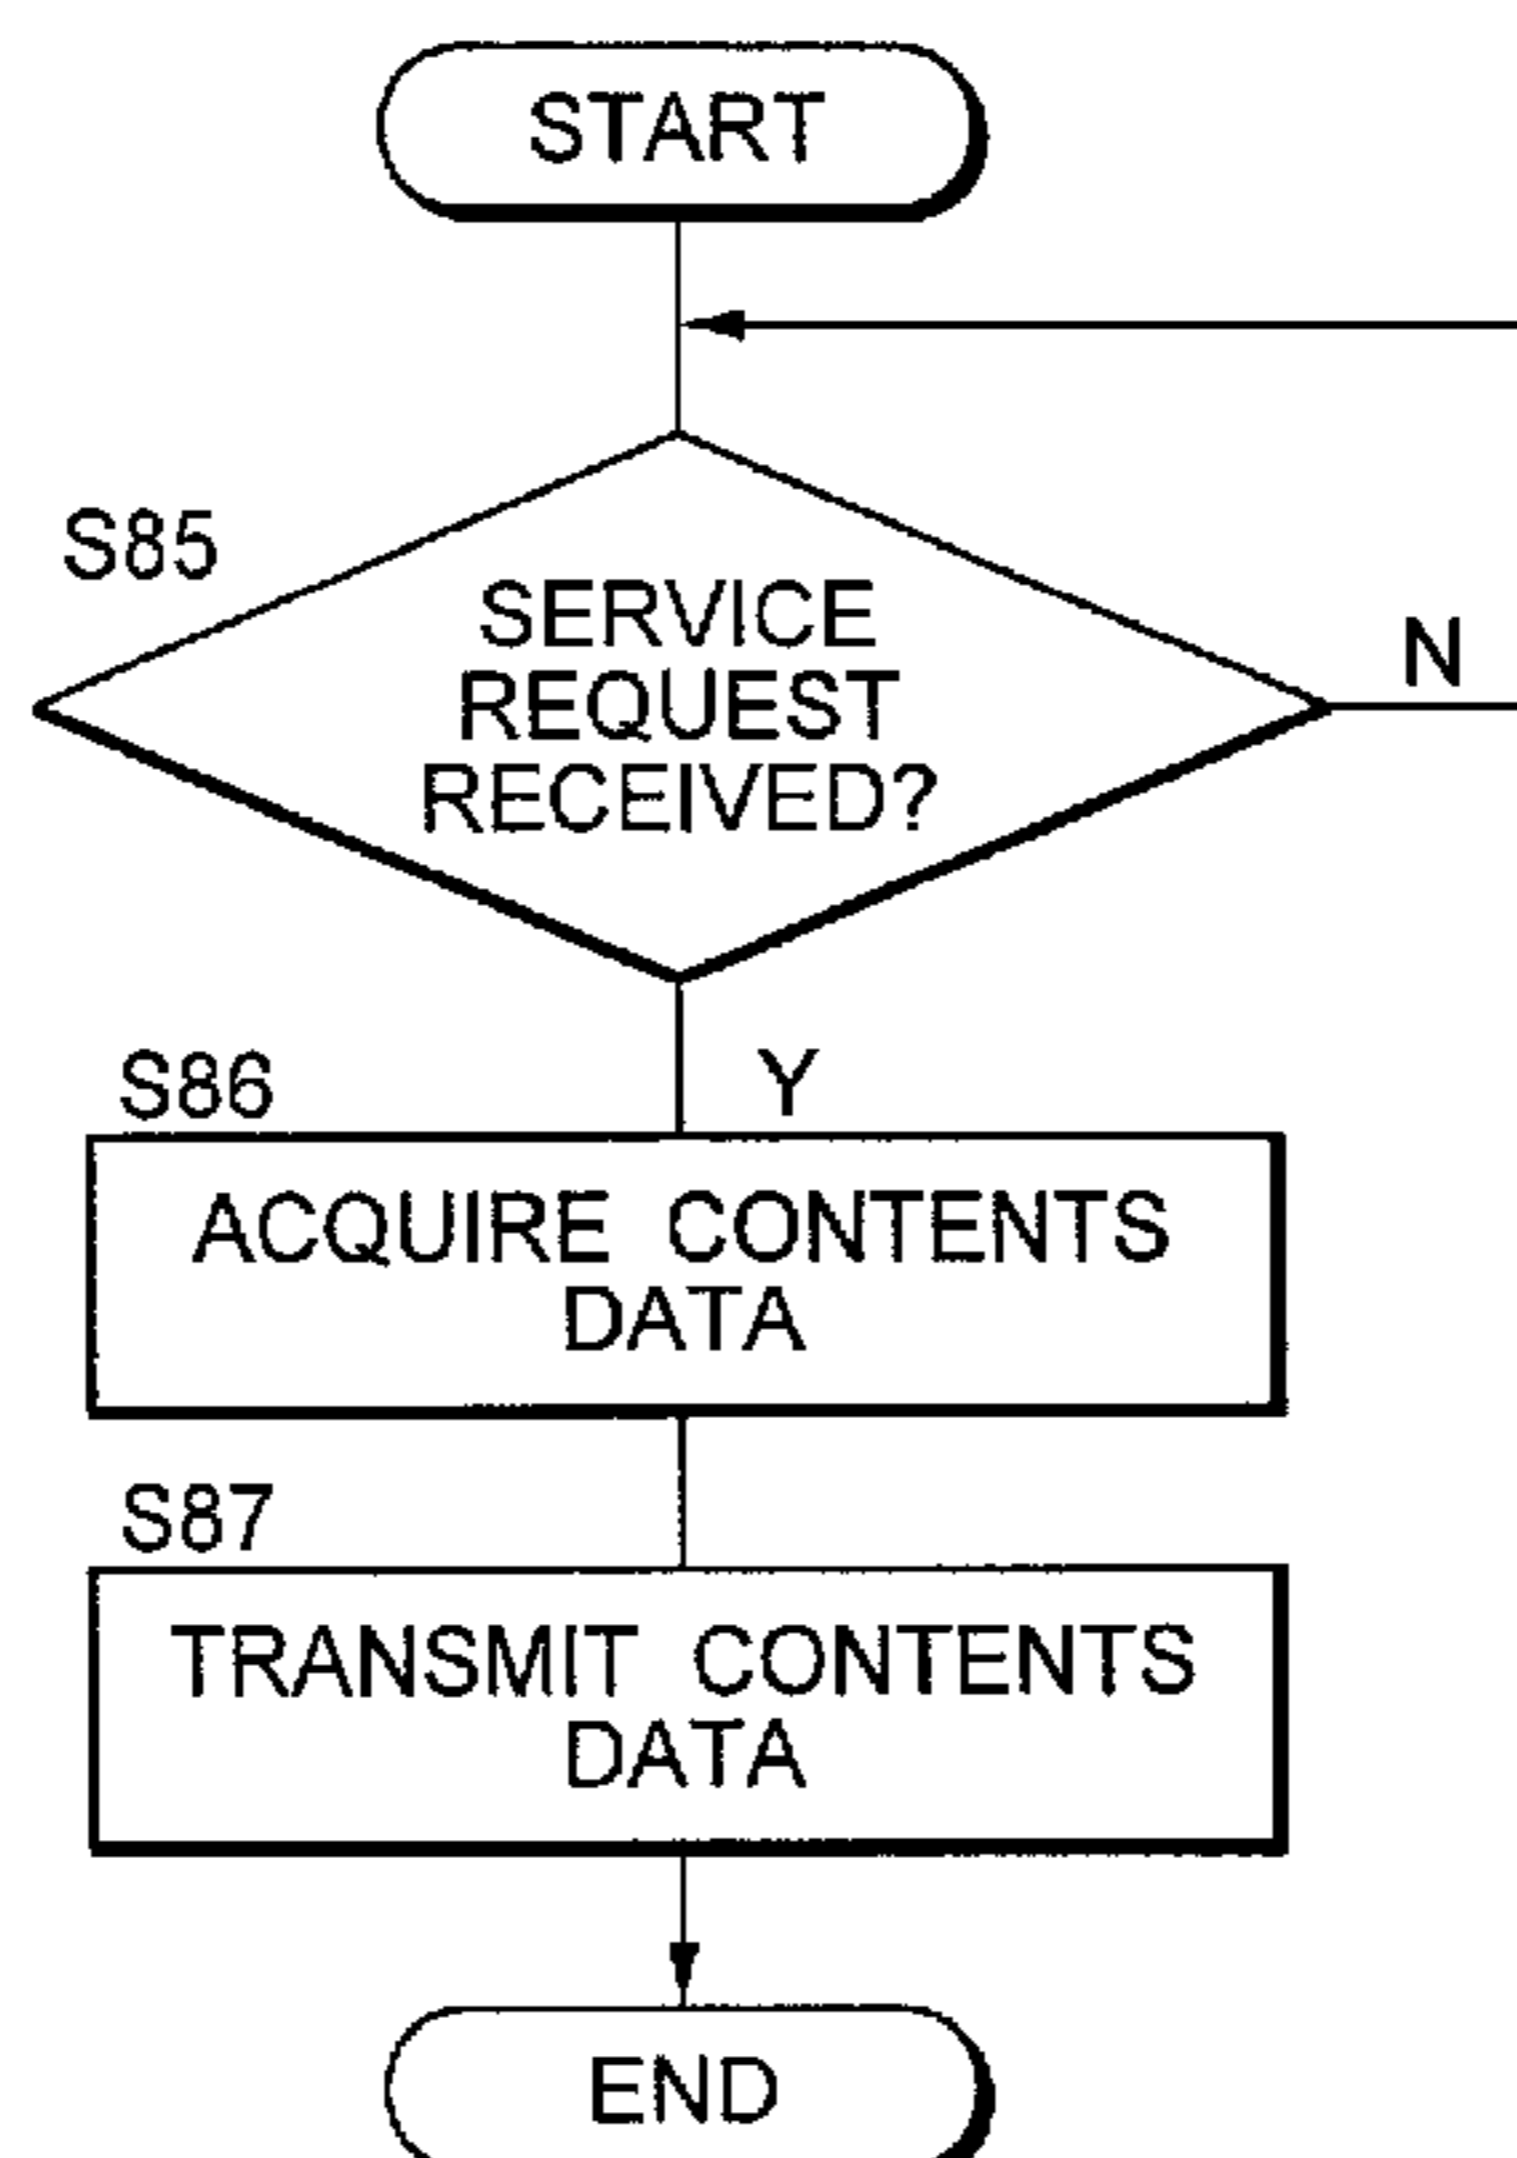 START
S85
SERVICE
REQUEST
RECEIVED?
N
Y
S86
ACQUIRE CONTENTS
DATA
S87
TRANSMIT CONTENTS
DATA
END